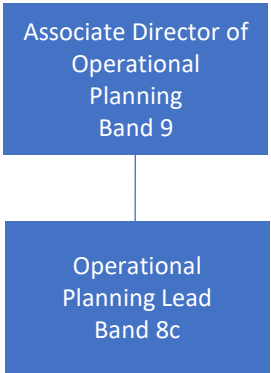 Associate Director of
Operational
Planning
Band 9
Operational
Planning Lead
Band 8c